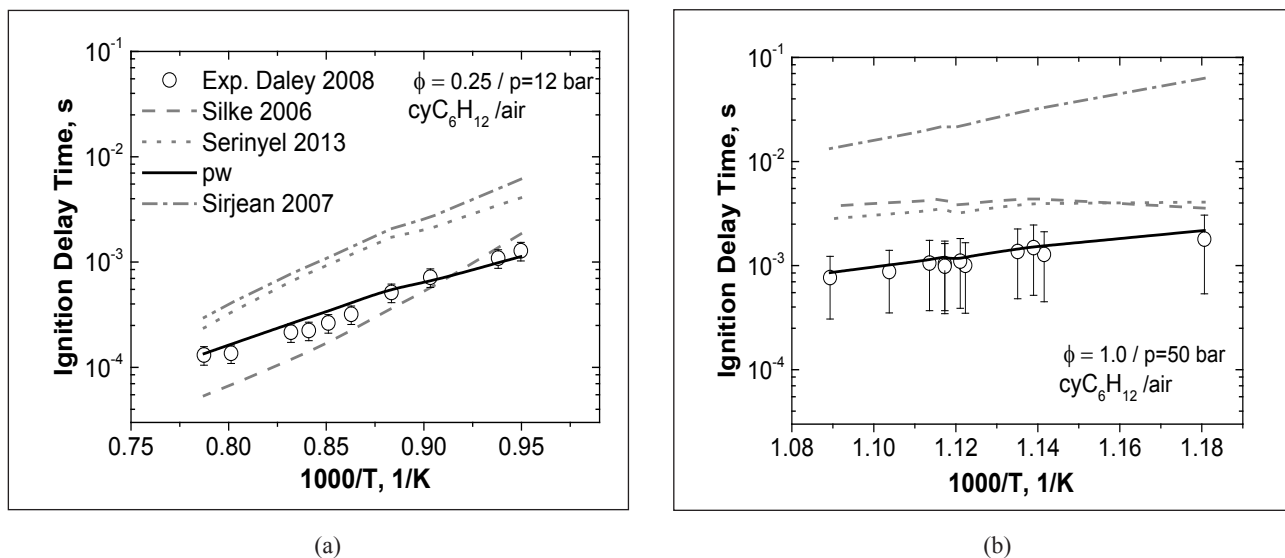 10⁻¹
10⁻²
10⁻³
10⁻⁴
Ignition Delay Time, s
Exp. Daley 2008
Silke 2006
Serinyel 2013
pw
Sirjean 2007
ϕ = 0.25 / p=12 bar
cyC₆H₁₂ /air
0.75 0.80 0.85 0.90 0.95
1000/T, 1/K
(a)
10⁻¹
10⁻²
10⁻³
10⁻⁴
Ignition Delay Time, s
ϕ = 1.0 / p=50 bar
cyC₆H₁₂ /air
1.08 1.10 1.12 1.14 1.16 1.18
1000/T, 1/K
(b)